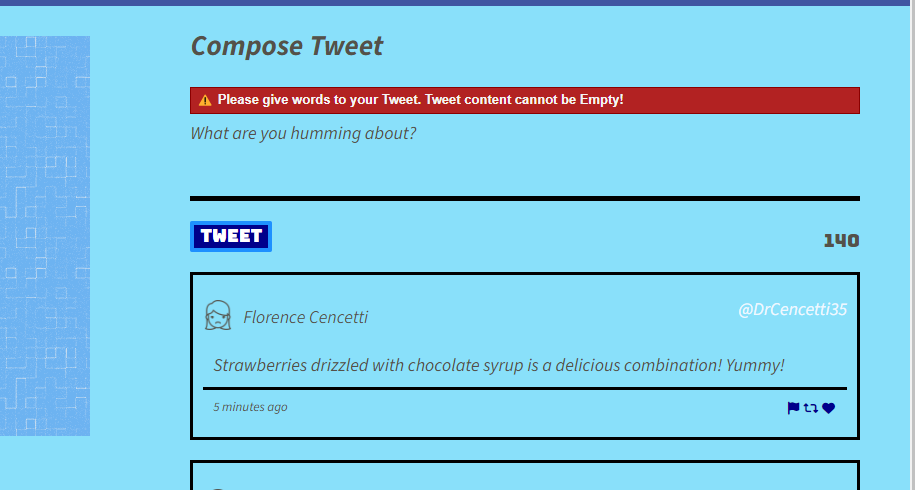 Compose Tweet
⚠ Please give words to your Tweet. Tweet content cannot be Empty!
What are you humming about?
TWEET
140
Florence Cencetti
@DrCencetti35
Strawberries drizzled with chocolate syrup is a delicious combination! Yummy!
5 minutes ago